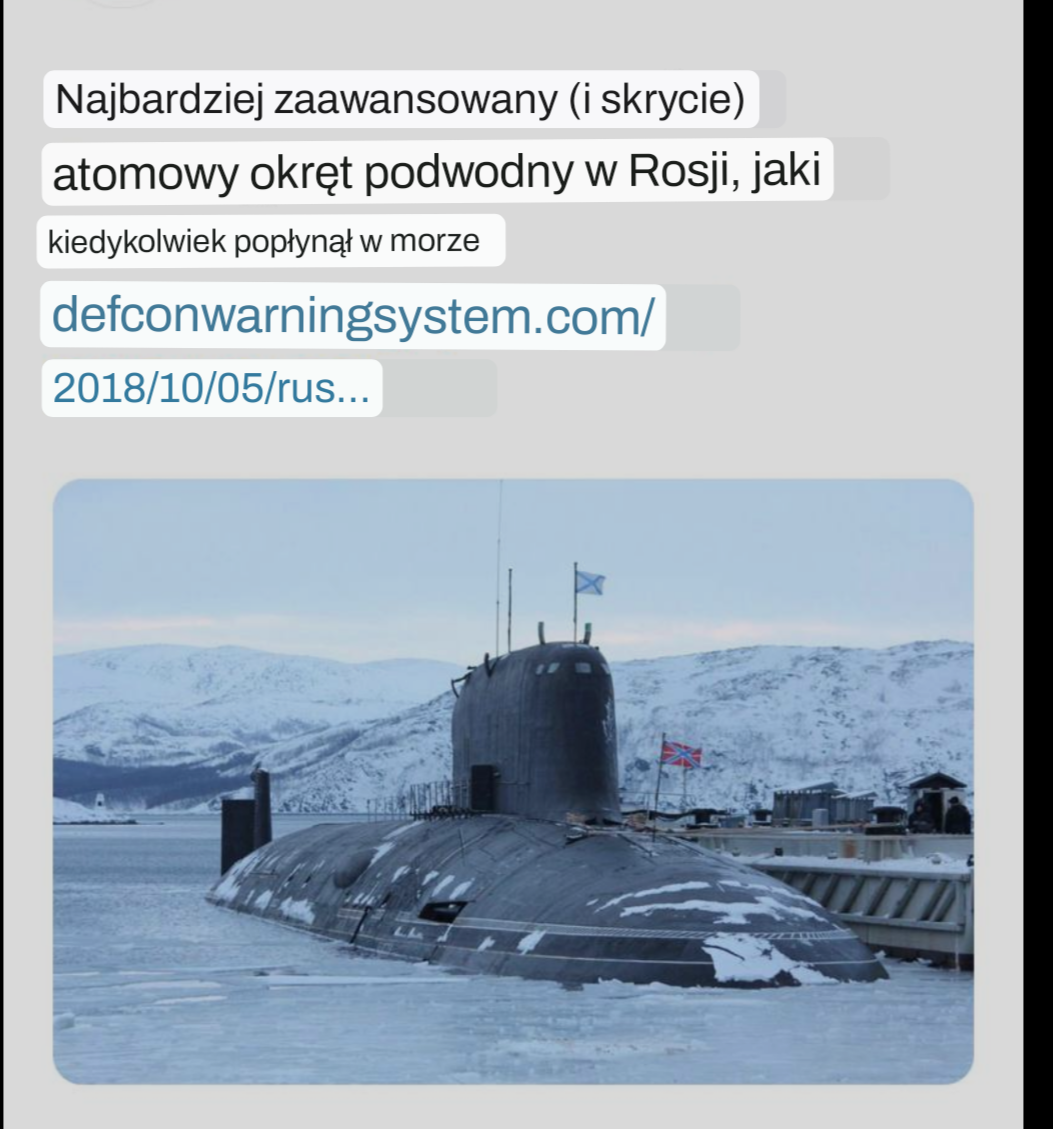 Najbardziej zaawansowany (i skrycie)
atomowy okręt podwodny w Rosji, jaki
kiedykolwiek popłynął w morze
defconwarningsystem.com/
2018/10/05/rus...